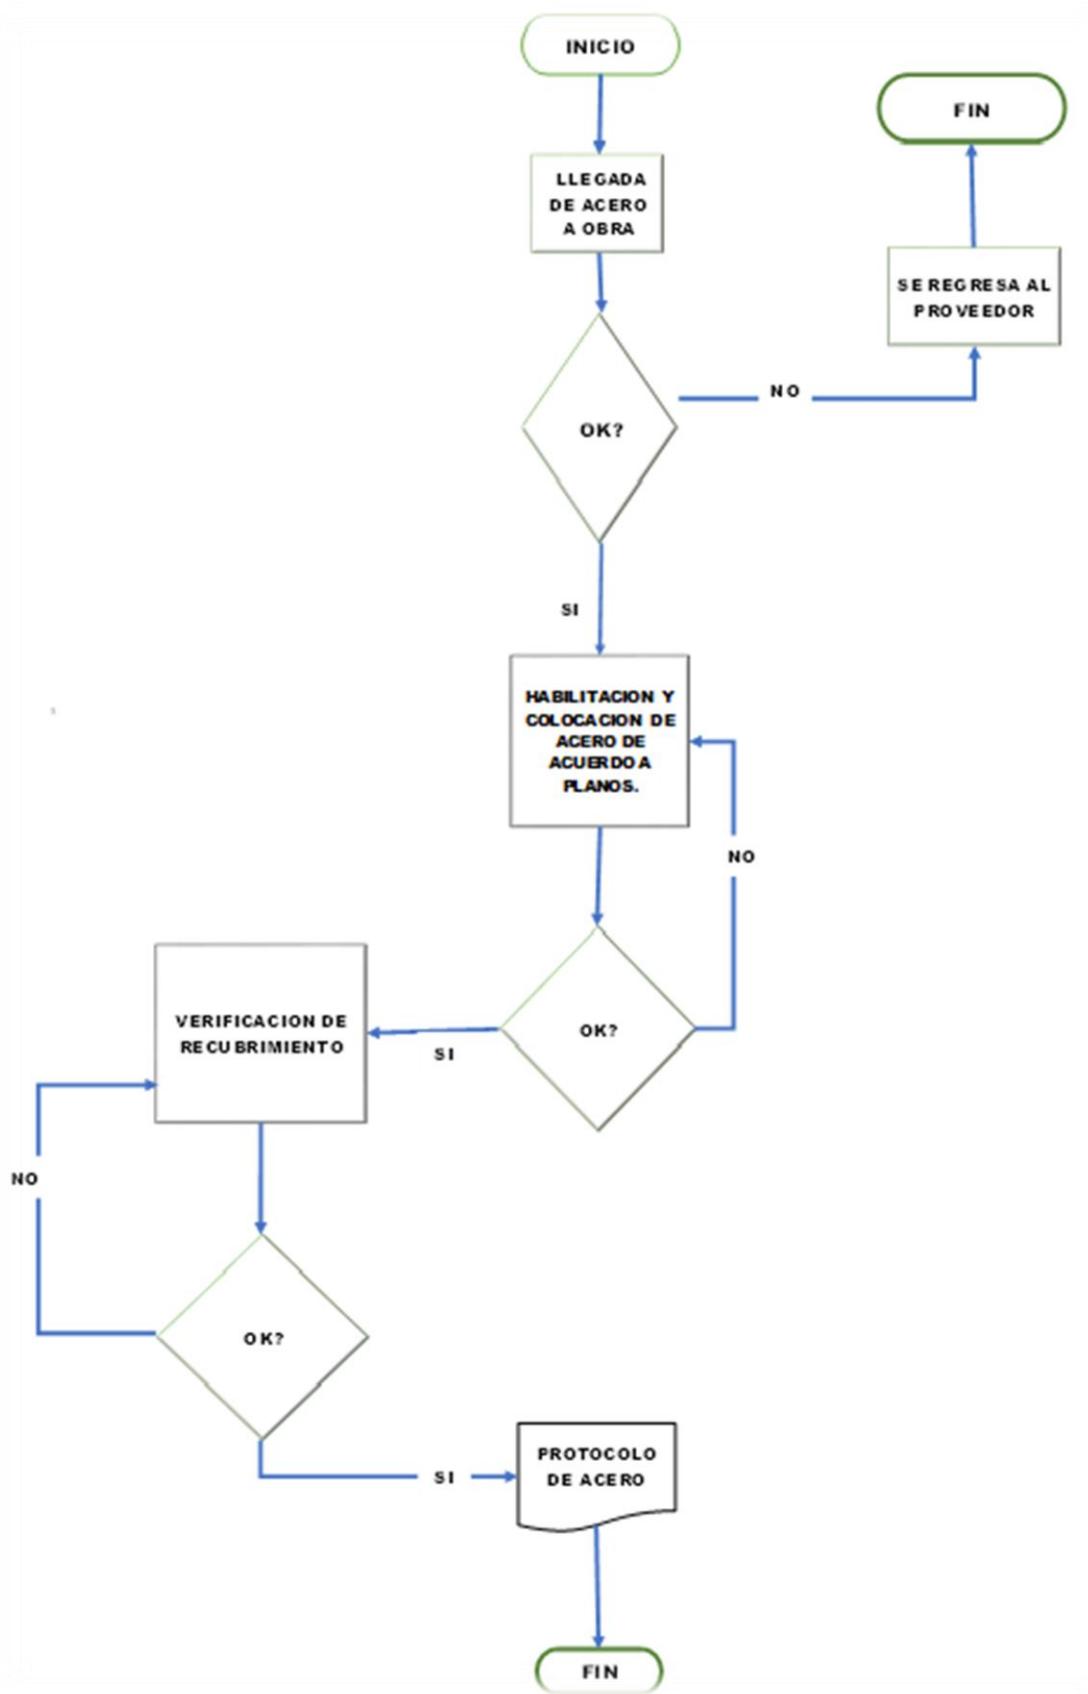 INICIO
FIN
LLEGADA
DE ACERO
A OBRA
SE REGRESA AL
PROVEEDOR
NO
OK?
SI
HABILITACION Y
COLOCACION DE
ACERO DE
ACUERDO A
PLANOS.
NO
VERIFICACION DE
RECUBRIMIENTO
OK?
SI
NO
OK?
PROTOCOLO
DE ACERO
SI
FIN